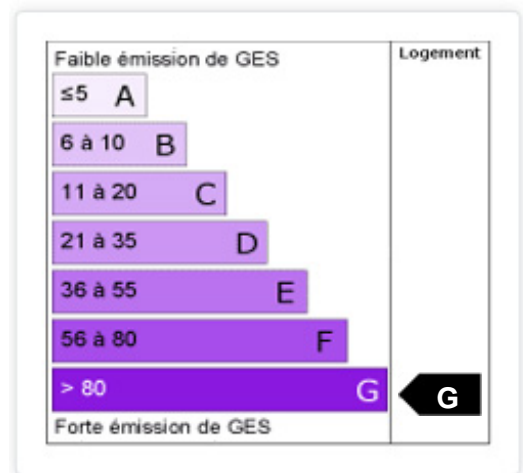 Faible émission de GES
Logement
≤5 A
6 à 10 B
11 à 20 C
21 à 35 D
36 à 55 E
56 à 80 F
> 80 G
G
Forte émission de GES